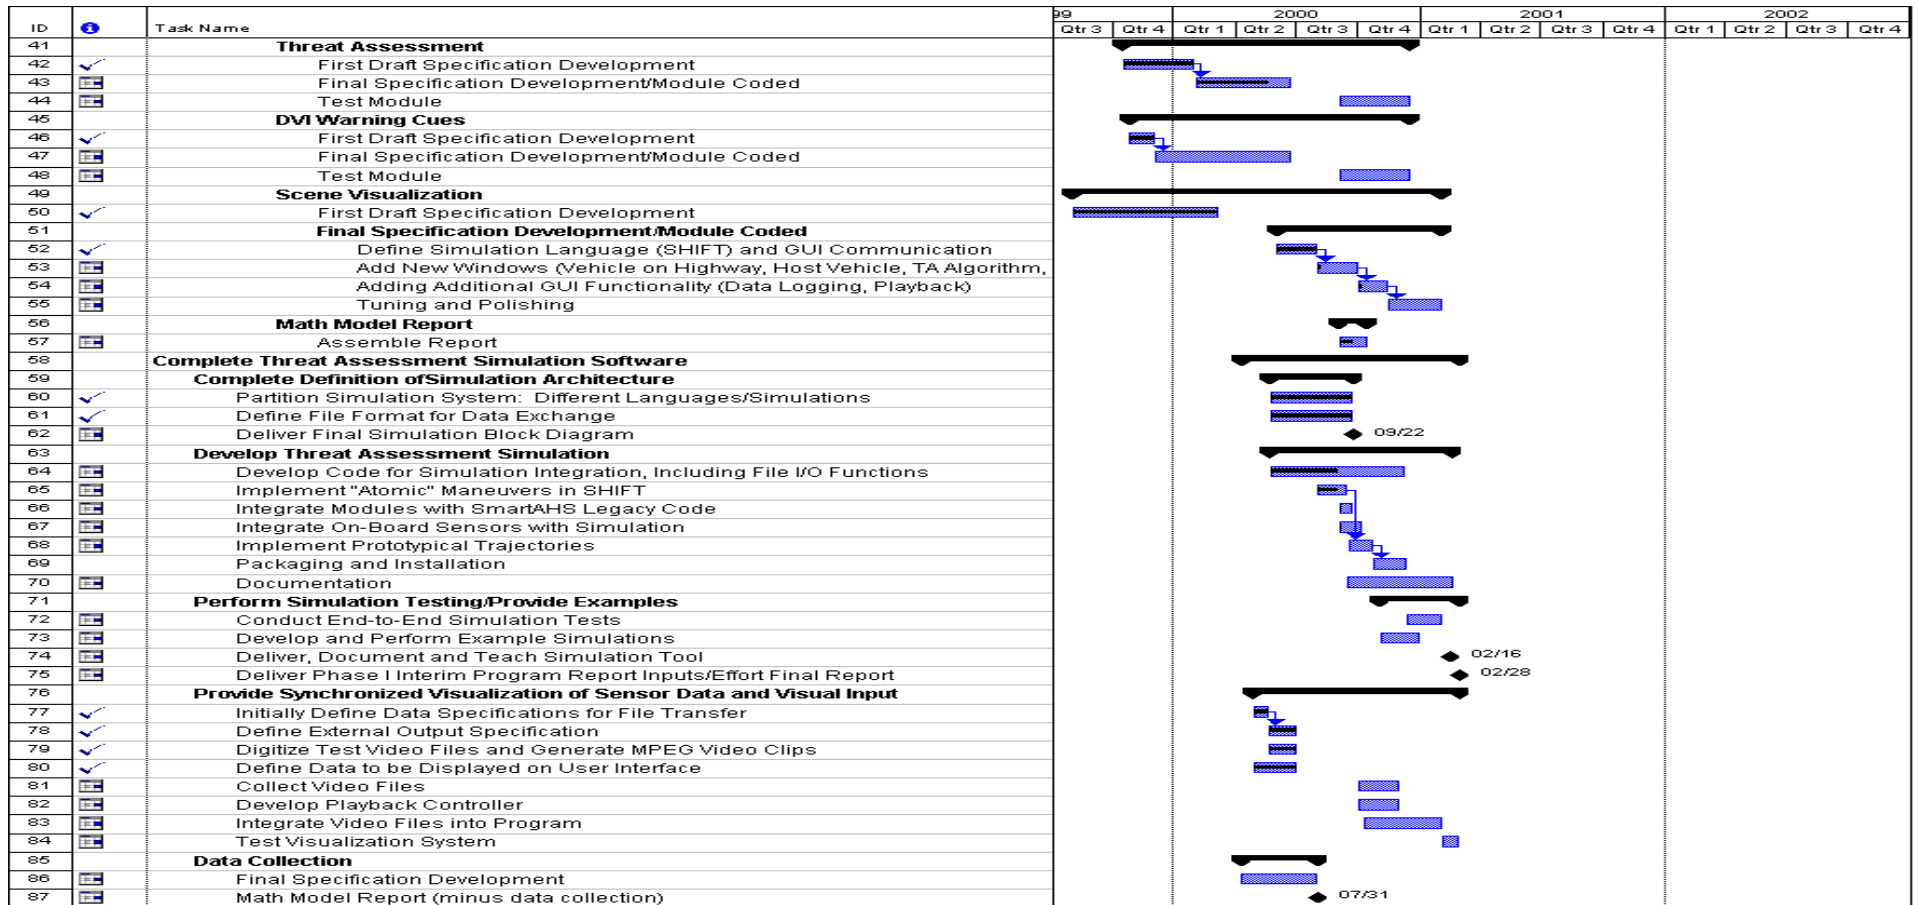 99 2000 2001 2002
ID Task Name Qtr 3 Qtr 4 Qtr 1 Qtr 2 Qtr 3 Qtr 4 Qtr 1 Qtr 2 Qtr 3 Qtr 4 Qtr 1 Qtr 2 Qtr 3 Qtr 4
41 Threat Assessment
42 First Draft Specification Development
43 Final Specification Development/Module Coded
44 Test Module
45 DVI Warning Cues
46 First Draft Specification Development
47 Final Specification Development/Module Coded
48 Test Module
49 Scene Visualization
50 First Draft Specification Development
51 Final Specification Development/Module Coded
52 Define Simulation Language (SHIFT) and GUI Communication
53 Add New Windows (Vehicle on Highway, Host Vehicle, TA Algorithm,
54 Adding Additional GUI Functionality (Data Logging, Playback)
55 Tuning and Polishing
56 Math Model Report
57 Assemble Report
58 Complete Threat Assessment Simulation Software
59 Complete Definition of Simulation Architecture
60 Partition Simulation System: Different Languages/Simulations
61 Define File Format for Data Exchange
62 Deliver Final Simulation Block Diagram 09/22
63 Develop Threat Assessment Simulation
64 Develop Code for Simulation Integration, Including File I/O Functions
65 Implement "Atomic" Maneuvers in SHIFT
66 Integrate Modules with SmartAHS Legacy Code
67 Integrate On-Board Sensors with Simulation
68 Implement Prototypical Trajectories
69 Packaging and Installation
70 Documentation
71 Perform Simulation Testing/Provide Examples
72 Conduct End-to-End Simulation Tests
73 Develop and Perform Example Simulations
74 Deliver, Document and Teach Simulation Tool 02/16
75 Deliver Phase I Interim Program Report Inputs/Effort Final Report 02/28
76 Provide Synchronized Visualization of Sensor Data and Visual Input
77 Initially Define Data Specifications for File Transfer
78 Define External Output Specification
79 Digitize Test Video Files and Generate MPEG Video Clips
80 Define Data to be Displayed on User Interface
81 Collect Video Files
82 Develop Playback Controller
83 Integrate Video Files into Program
84 Test Visualization System
85 Data Collection
86 Final Specification Development
87 Math Model Report (minus data collection) 07/31